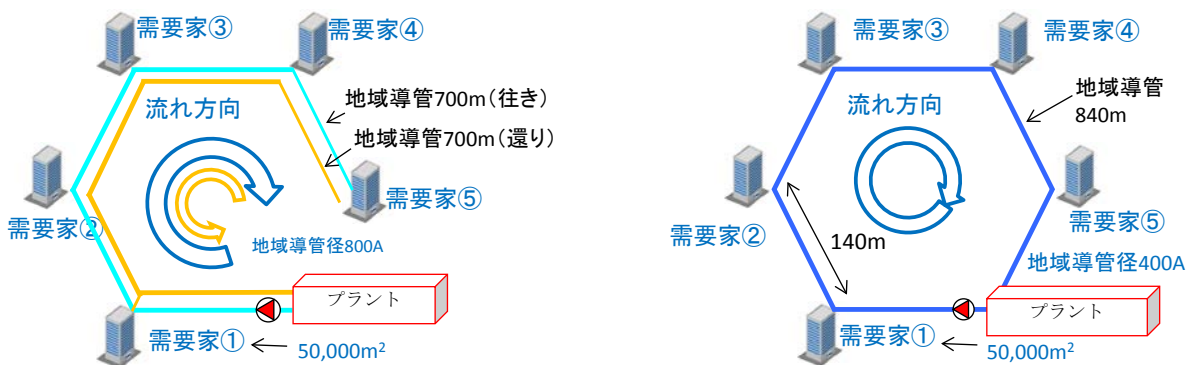 需要家③
需要家④
流れ方向
地域導管700m(往き)
地域導管700m(還り)
需要家②
需要家⑤
地域導管径800A
プラント
需要家①
50,000m²
需要家③
需要家④
流れ方向
地域導管
840m
需要家②
140m
需要家⑤
地域導管径400A
プラント
需要家①
50,000m²